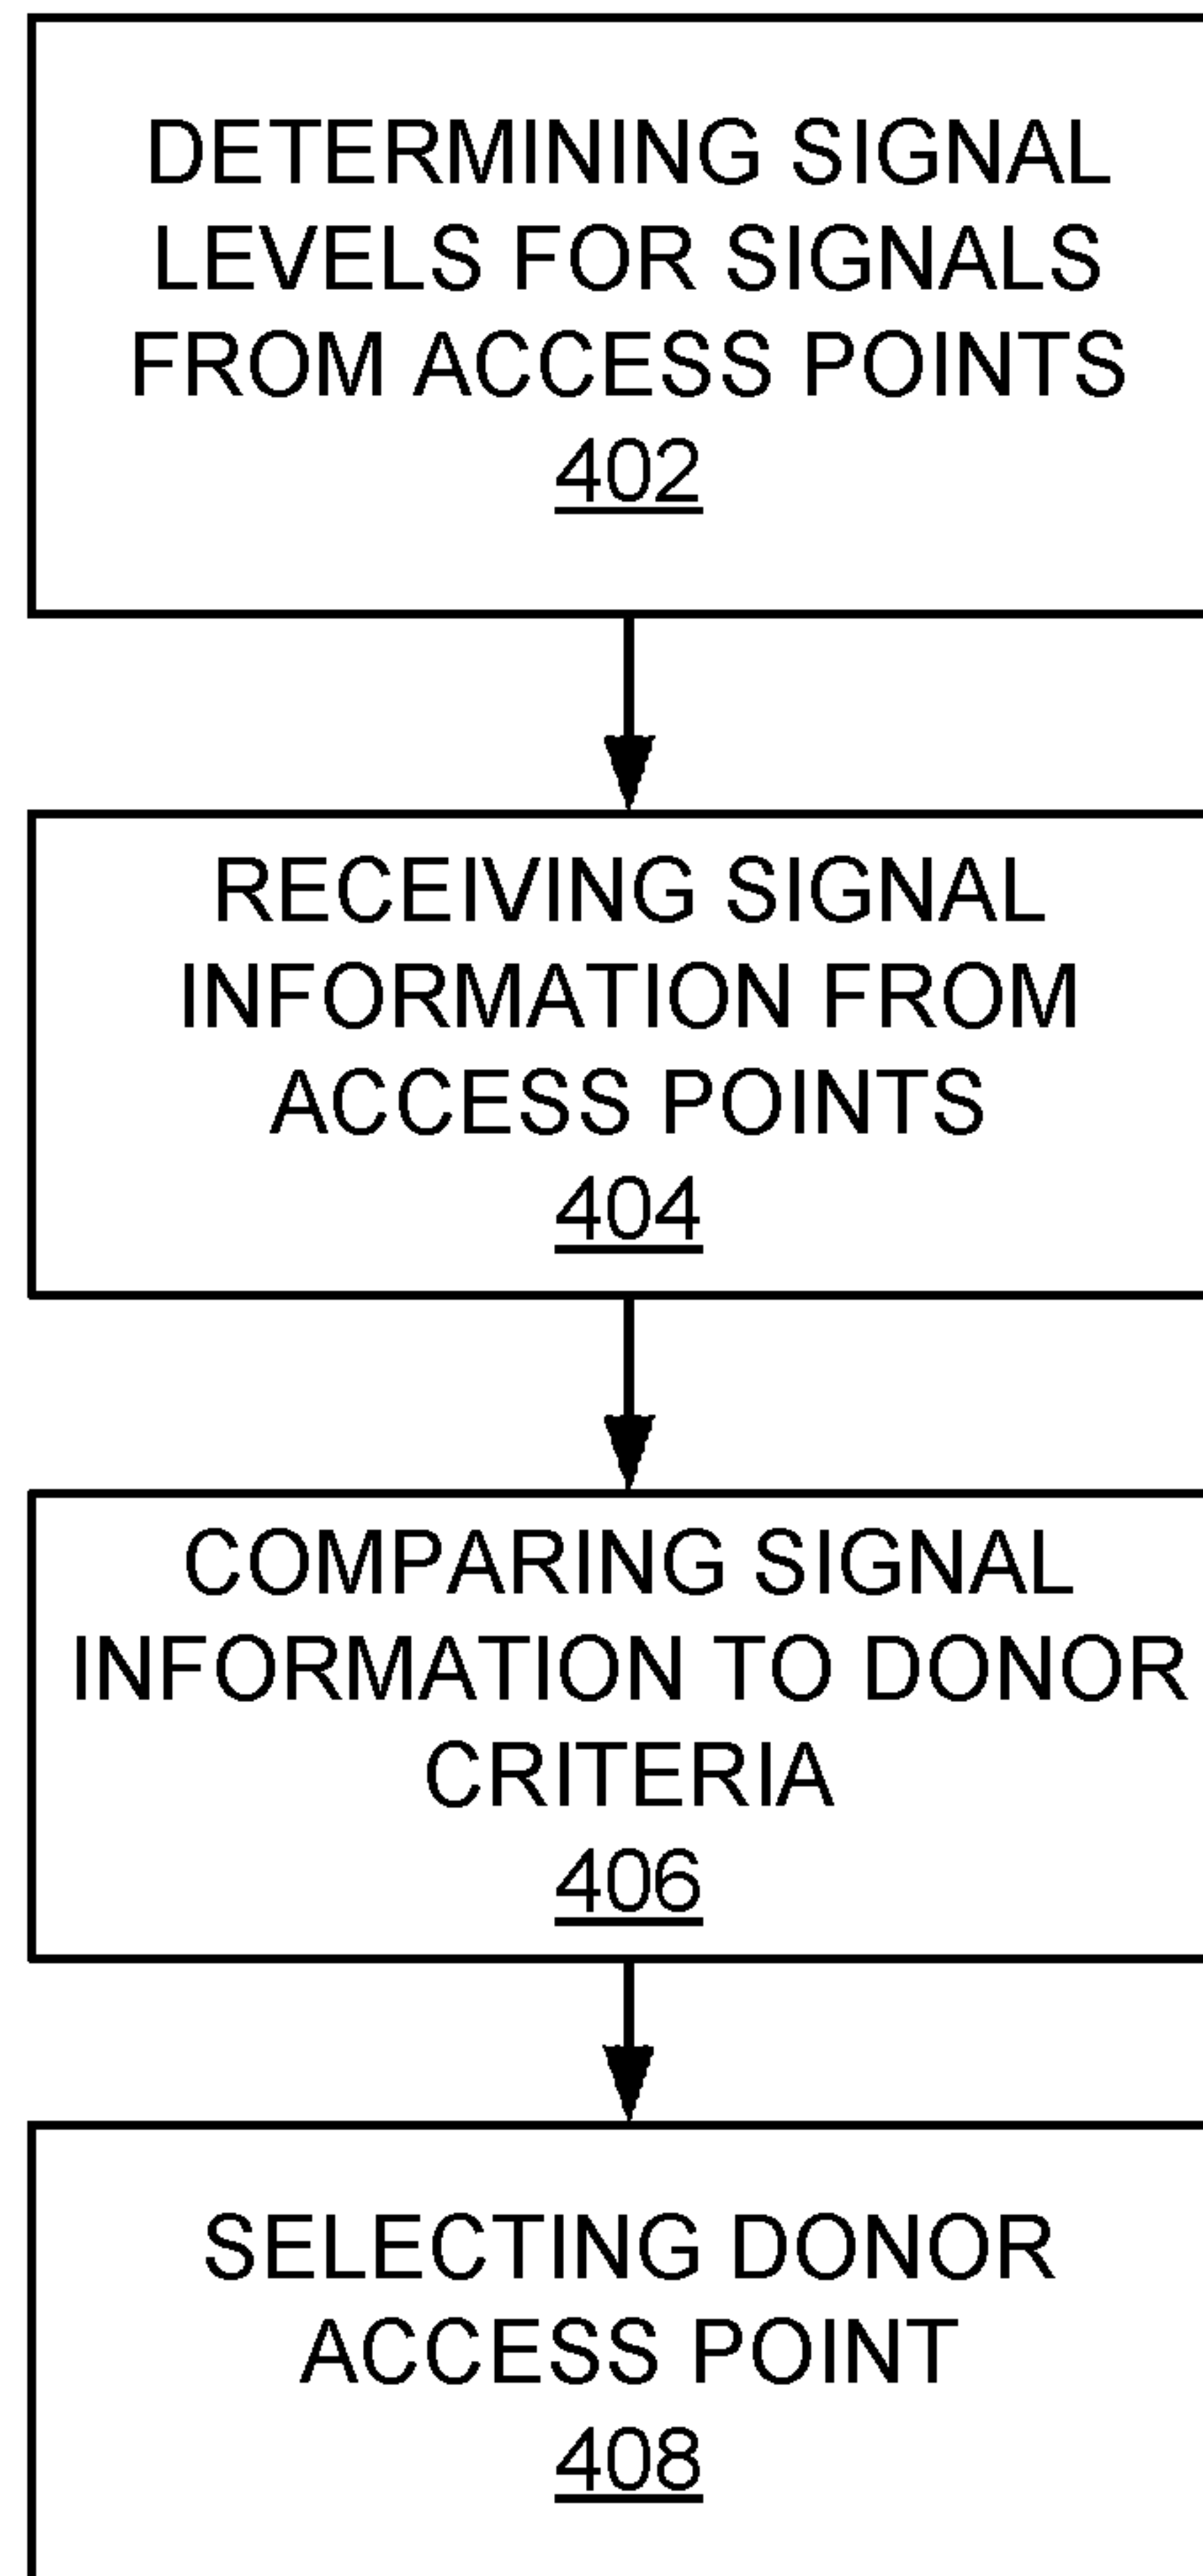 DETERMINING SIGNAL
LEVELS FOR SIGNALS
FROM ACCESS POINTS
402
RECEIVING SIGNAL
INFORMATION FROM
ACCESS POINTS
404
COMPARING SIGNAL
INFORMATION TO DONOR
CRITERIA
406
SELECTING DONOR
ACCESS POINT
408